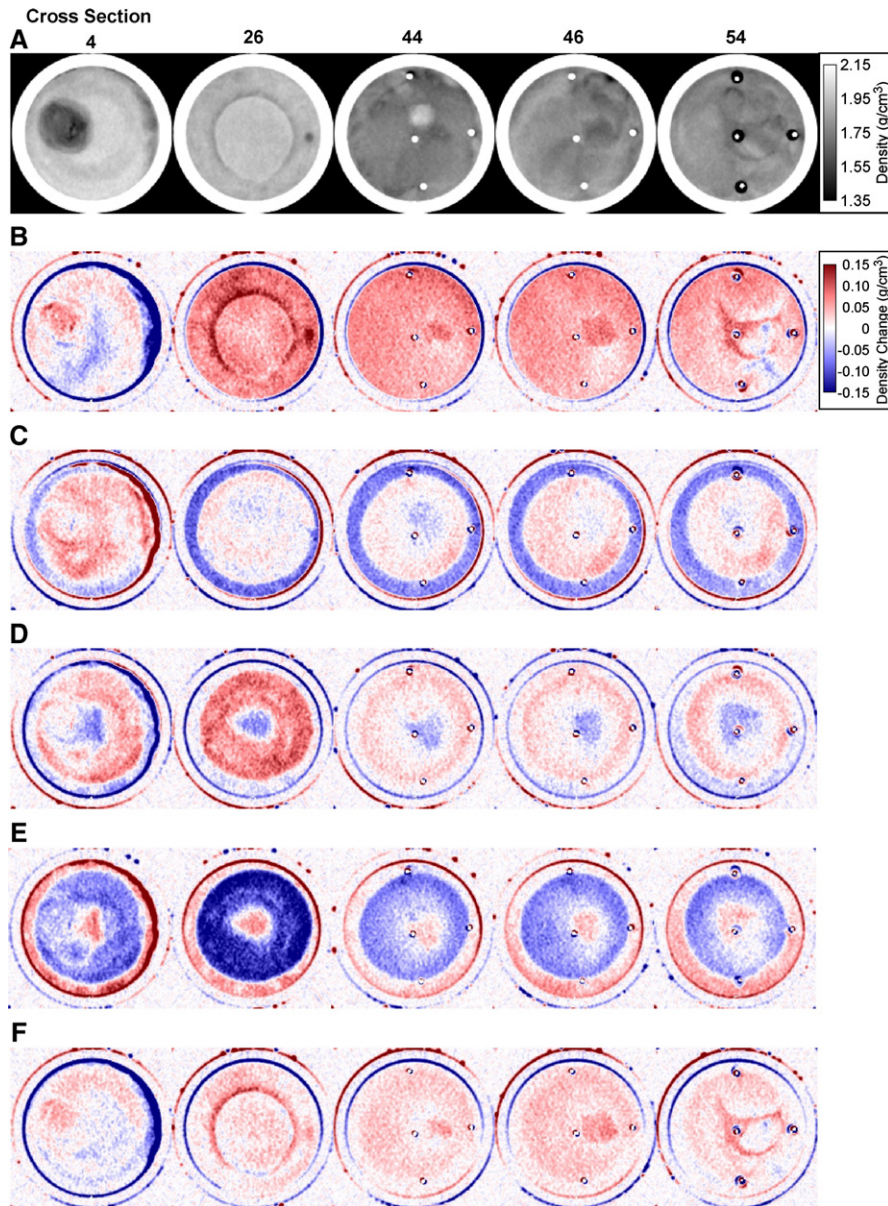 Cross Section
A 4 26 44 46 54
2.15
1.95
1.75
1.55
1.35
Density (g/cm³)
B
0.15
0.10
0.05
0
-0.05
-0.10
-0.15
Density Change (g/cm³)
C
D
E
F